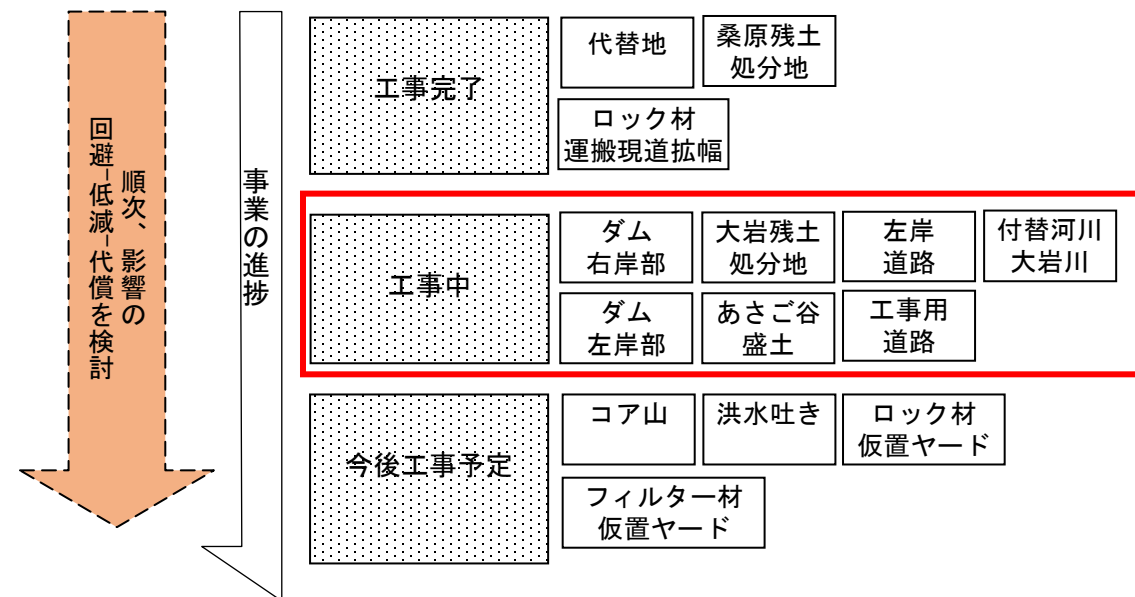 順次、影響の
回避-低減-代償を検討
事業の進捗
工事完了
代替地
桑原残土
処分地
ロック材
運搬現道拡幅
工事中
ダム
右岸部
大岩残土
処分地
左岸
道路
付替河川
大岩川
ダム
左岸部
あさご谷
盛土
工事用
道路
今後工事予定
コア山
洪水吐き
ロック材
仮置ヤード
フィルター材
仮置ヤード